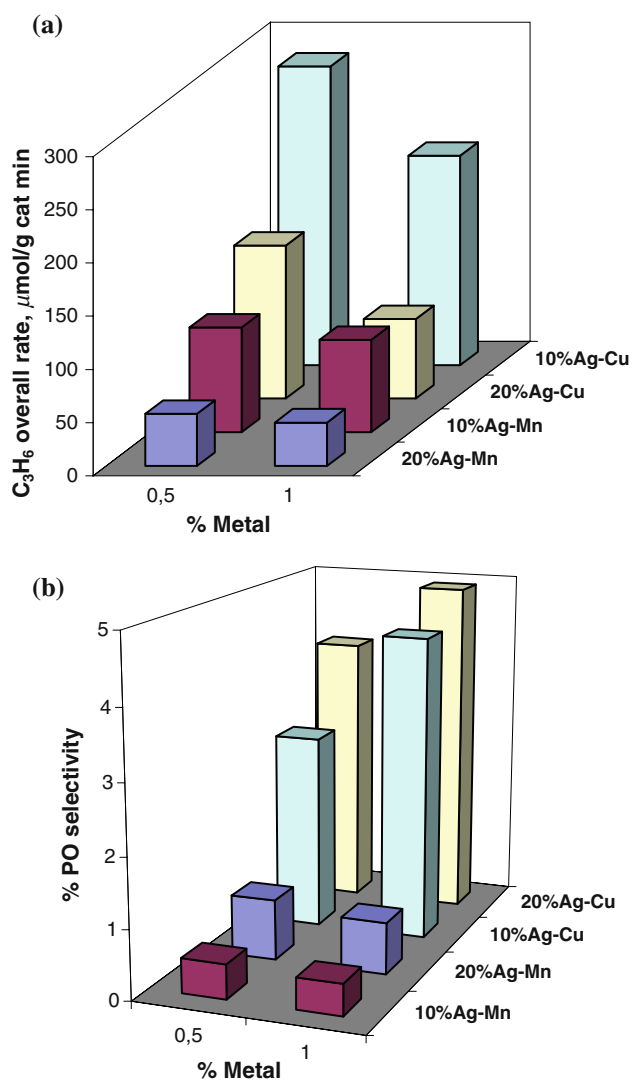 (a)
C₃H₆ overall rate, μmol/g cat min
300
250
200
150
100
50
0
0,5
1
% Metal
10%Ag-Cu
20%Ag-Cu
10%Ag-Mn
20%Ag-Mn
(b)
% PO selectivity
5
4
3
2
1
0
0,5
1
% Metal
20%Ag-Cu
10%Ag-Cu
20%Ag-Mn
10%Ag-Mn